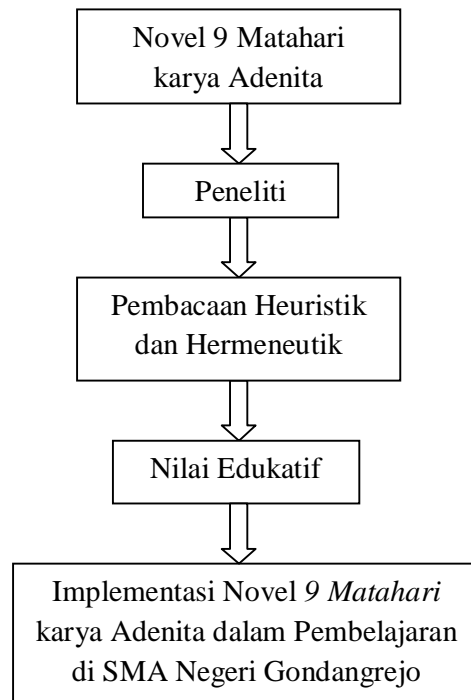 Novel 9 Matahari
karya Adenita
Peneliti
Pembacaan Heuristik
dan Hermeneutik
Nilai Edukatif
Implementasi Novel 9 Matahari
karya Adenita dalam Pembelajaran
di SMA Negeri Gondangrejo